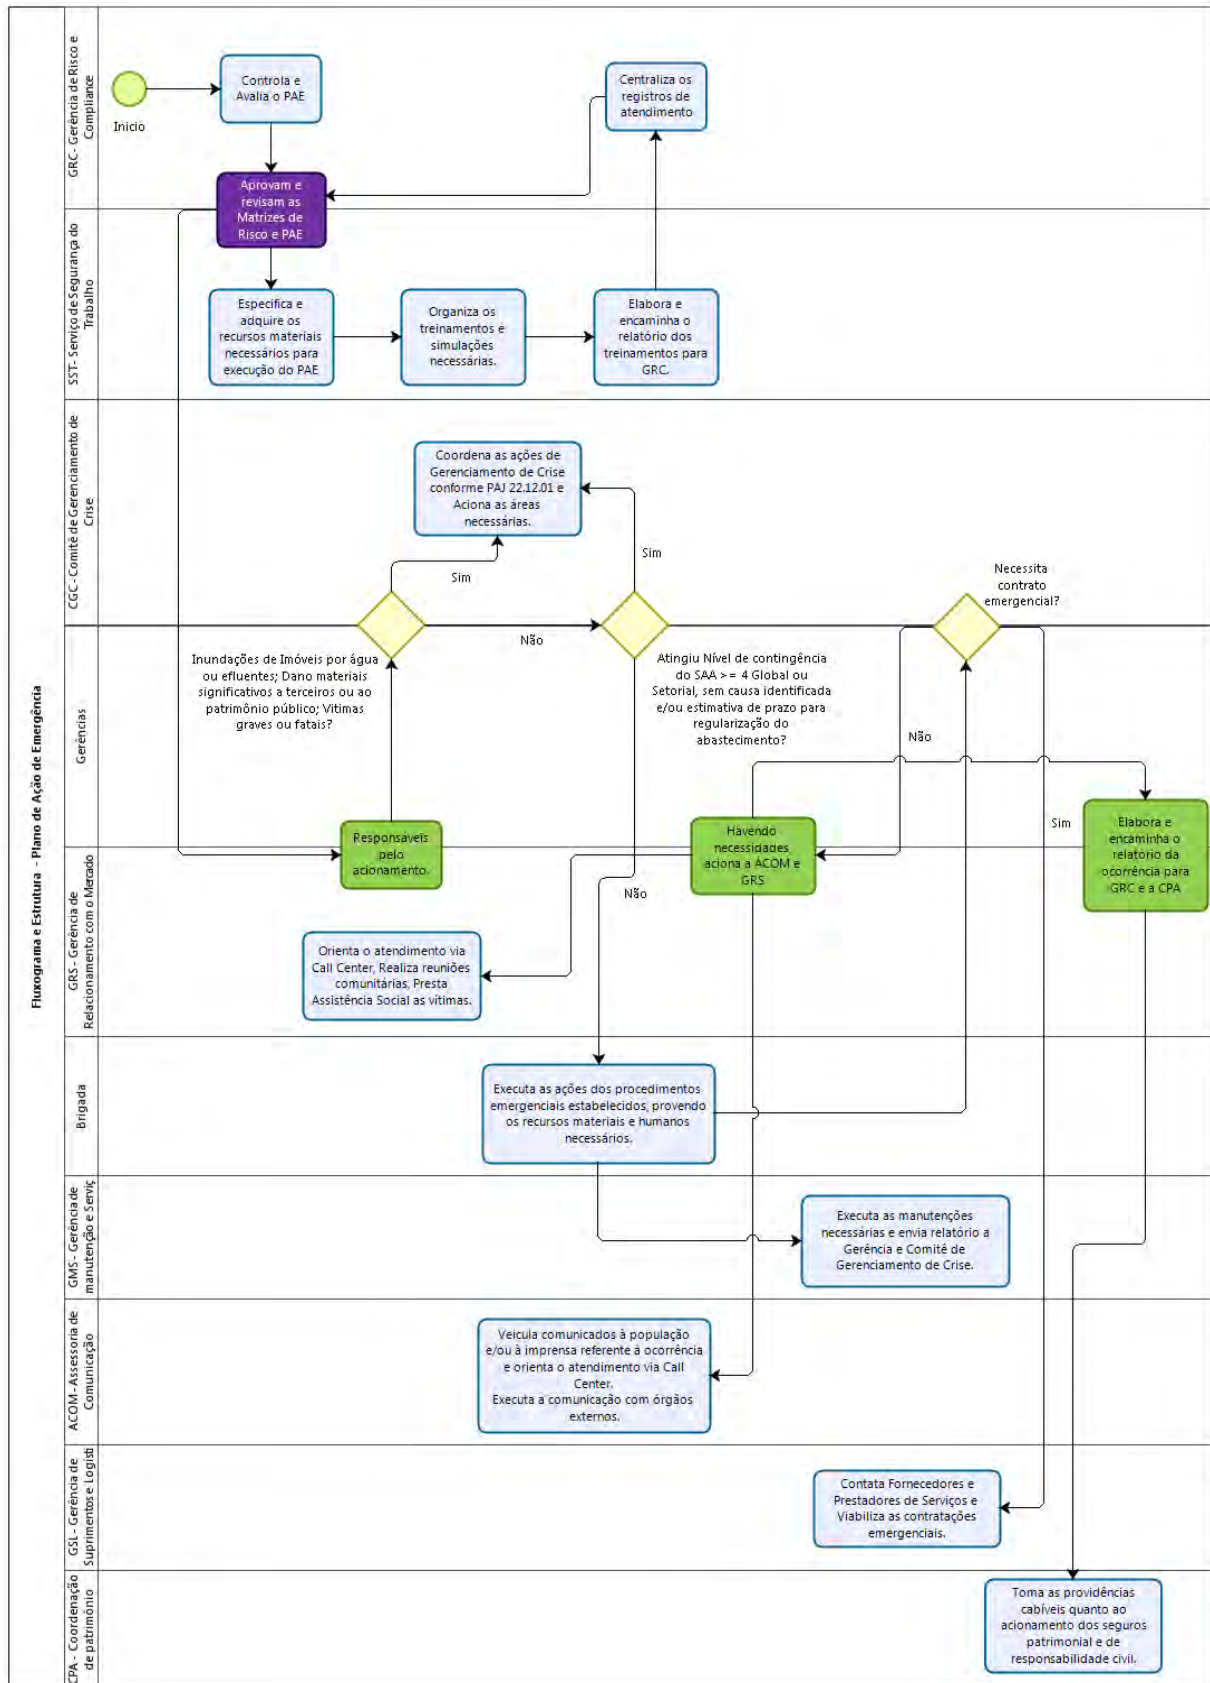 Fluxograma e Estrutura - Plano de Ação de Emergência
GRC- Gerência de Risco e
Compliance
Inicio
Controla e
Avalia o PAE
Centraliza os
registros de
atendimento
Aprovam e
revisam as
Matrizes de
Risco e PAE
SST- Serviço de Segurança do
Trabalho
Especifica e
adquire os
recursos materiais
necessários para
execução do PAE
Organiza os
treinamentos e
simulações
necessárias.
Elabora e
encaminha o
relatório dos
treinamentos para
GRC.
CGC - Comitê de Gerenciamento de
Crise
Coordena as ações de
Gerenciamento de Crise
conforme PAJ 22.12.01 e
Aciona as áreas
necessárias.
Sim
Sim
Necessita
contrato
emergencial?
Gerências
Não
Inundações de Imóveis por água
ou efluentes; Dano materiais
significativos a terceiros ou ao
patrimônio público; Vitimas
graves ou fatais?
Atingiu Nível de contingência
do SAA >= 4 Global ou
Setorial, sem causa identificada
e/ou estimativa de prazo para
regularização do
abastecimento?
Não
Sim
Responsáveis
pelo
acionamento.
Havendo
necessidades
aciona a ACOM e
GRS
Elabora e
encaminha o
relatório da
ocorrência para
GRC e a CPA
Não
GRS - Gerência de
Relacionamento com o Mercado
Orienta o atendimento via
Call Center, Realiza reuniões
comunitárias, Presta
Assistência Social as vítimas.
Brigada
Executa as ações dos procedimentos
emergenciais estabelecidos, provendo
os recursos materiais e humanos
necessários.
GMS - Gerência de
manutenção e Serviç
Executa as manutenções
necessárias e envia relatório a
Gerência e Comitê de
Gerenciamento de Crise.
ACOM - Assessoria de
Comunicação
Veicula comunicados à população
e/ou à imprensa referente à ocorrência
e orienta o atendimento via Call
Center.
Executa a comunicação com órgãos
externos.
GSL - Gerência de
Suprimentos e Logísti
Contata Fornecedores e
Prestadores de Serviços e
Viabiliza as contratações
emergenciais.
CPA - Coordenação
de patrimônio
Toma as providências
cabíveis quanto ao
acionamento dos seguros
patrimonial e de
responsabilidade civil.